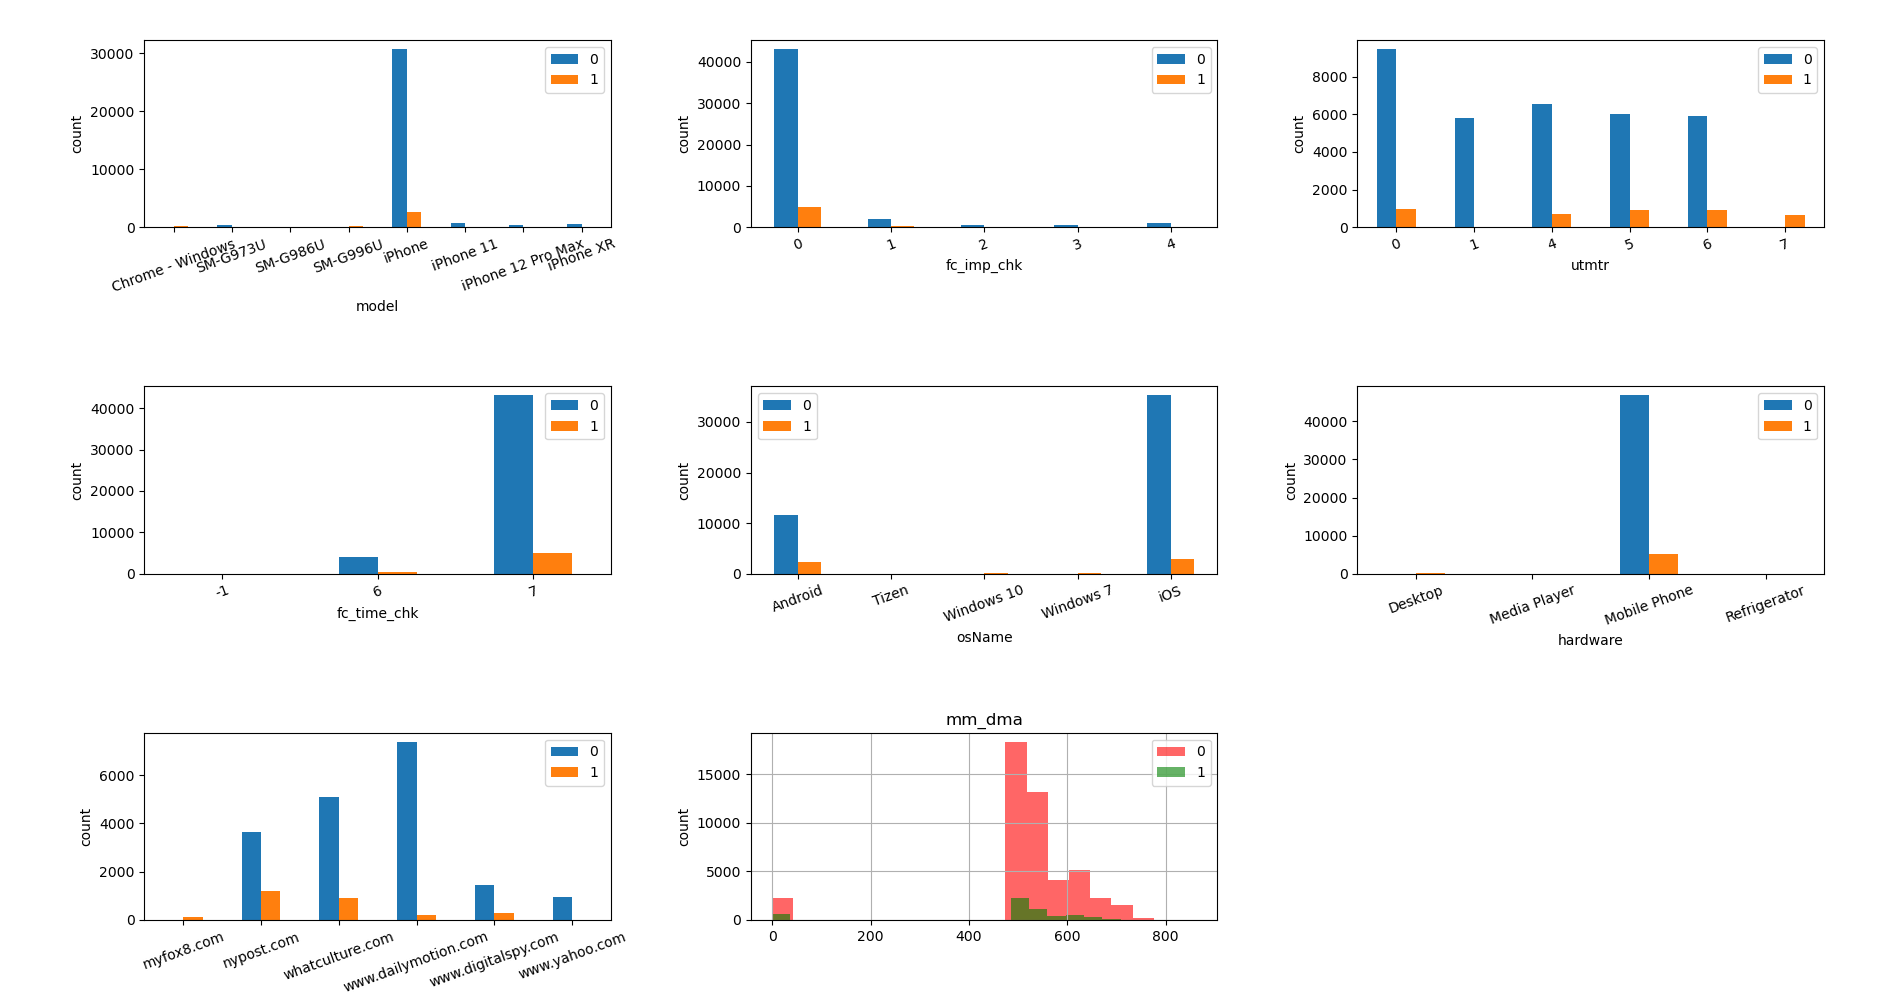 30000
20000
10000
0
count
0
1
Chrome - Windows
SM-G973U
SM-G986U
SM-G996U
iPhone
iPhone 11
iPhone 12 Pro Max
iPhone XR
model
40000
30000
20000
10000
0
count
0
1
0
1
2
3
4
fc_imp_chk
8000
6000
4000
2000
0
count
0
1
0
1
4
5
6
7
utmtr
40000
30000
20000
10000
0
count
0
1
-1
6
7
fc_time_chk
30000
20000
10000
0
count
0
1
Android
Tizen
Windows 10
Windows 7
iOS
osName
40000
30000
20000
10000
0
count
0
1
Desktop
Media Player
Mobile Phone
Refrigerator
hardware
6000
4000
2000
0
count
0
1
myfox8.com
nypost.com
whatculture.com
www.dailymotion.com
www.digitalspy.com
www.yahoo.com
mm_dma
15000
10000
5000
0
count
0
1
0
200
400
600
800